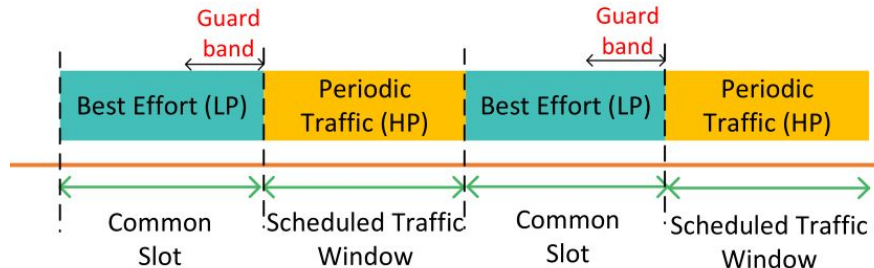 Guard
band
Guard
band
Best Effort (LP)
Periodic
Traffic (HP)
Best Effort (LP)
Periodic
Traffic (HP)
Common
Slot
Scheduled Traffic
Window
Common
Slot
Scheduled Traffic
Window